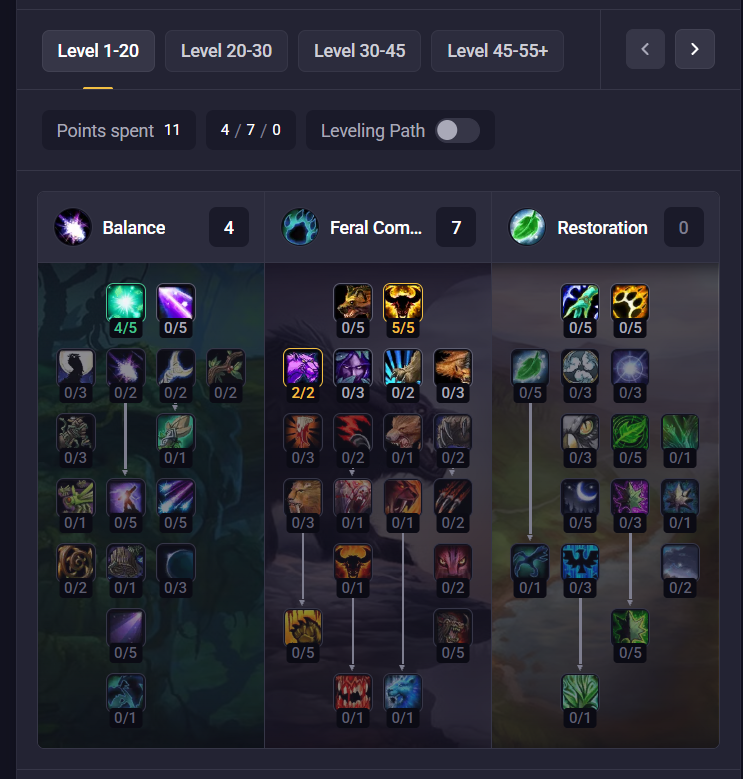 Level 1-20 Level 20-30 Level 30-45 Level 45-55+
Points spent 11 4 / 7 / 0 Leveling Path
Balance 4 Feral Com... 7 Restoration 0
4/5 0/5 0/5 5/5 0/5 0/5
0/3 0/2 0/2 0/2 2/2 0/3 0/2 0/3 0/5 0/3 0/3
0/3 0/1 0/3 0/2 0/1 0/2 0/3 0/5 0/1
0/1 0/5 0/5 0/3 0/1 0/1 0/2 0/5 0/3 0/1
0/2 0/1 0/3 0/1 0/2 0/1 0/3 0/2
0/5 0/5 0/5 0/5
0/1 0/1 0/1 0/1